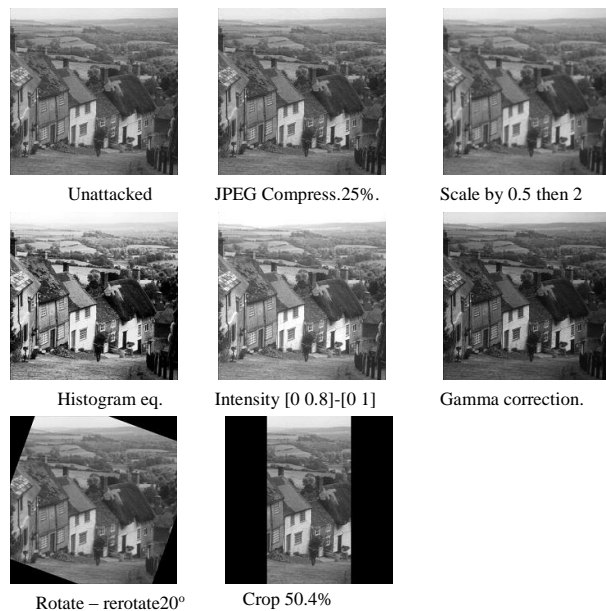 Unattacked
JPEG Compress.25%.
Scale by 0.5 then 2
Histogram eq.
Intensity [0 0.8]-[0 1]
Gamma correction.
Rotate – rerotate20°
Crop 50.4%